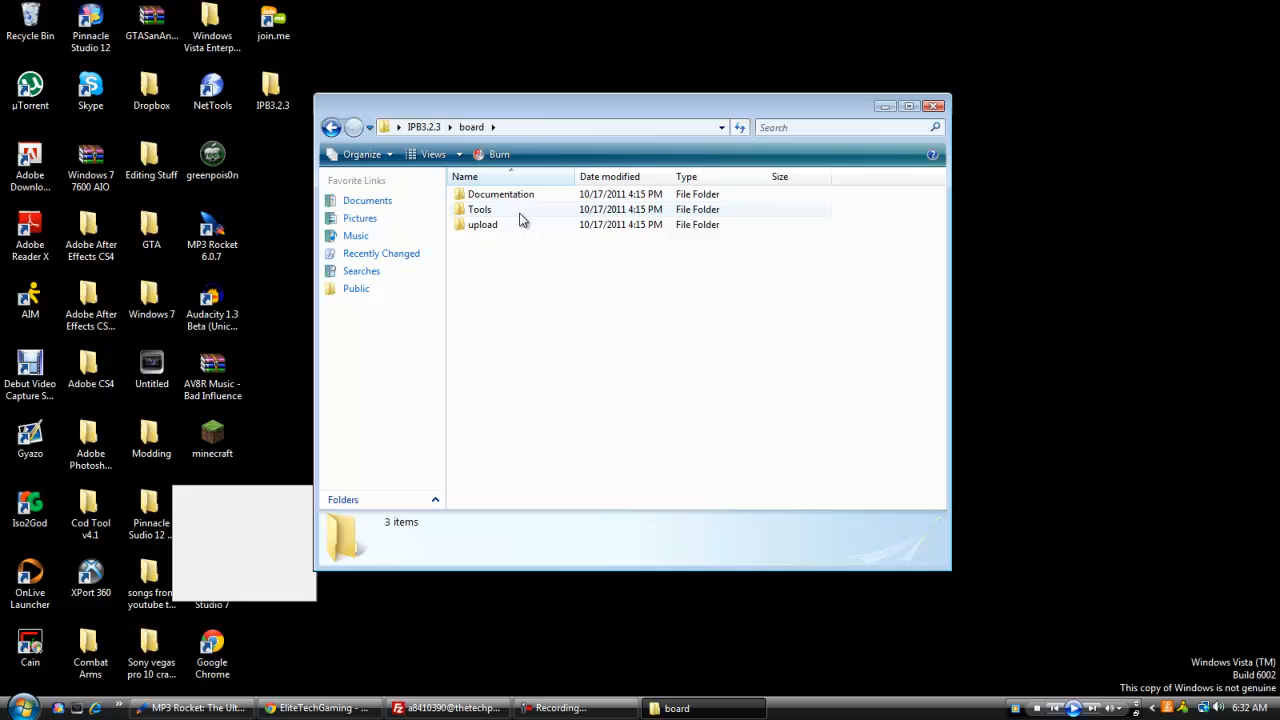 Recycle Bin
Pinnacle Studio 12
GTASanAn...
Windows Vista Enterp...
join.me
µTorrent
Skype
Dropbox
NetTools
IPB3.2.3
Adobe Downlo...
Windows 7 7600 AIO
Editing Stuff
greenpois0n
Adobe Reader X
Adobe After Effects CS4
GTA
MP3 Rocket 6.0.7
AIM
Adobe After Effects CS...
Windows 7
Audacity 1.3 Beta (Unic...
Debut Video Capture S...
Adobe CS4
Untitled
AV8R Music - Bad Influence
Gyazo
Adobe Photosh...
Modding
minecraft
Iso2God
Cod Tool v4.1
Pinnacle Sudio 12 ...
OnLive Launcher
XPort 360
songs from youtube t...
Studio 7
Cain
Combat Arms
Sony vegas pro 10 cra...
Google Chrome
IPB3.2.3
board
Search
Organize
Views
Burn
Favorite Links
Documents
Pictures
Music
Recently Changed
Searches
Public
Folders
Name Date modified Type Size
Documentation 10/17/2011 4:15 PM File Folder
Tools 10/17/2011 4:15 PM File Folder
upload 10/17/2011 4:15 PM File Folder
3 items
Windows Vista (TM)
Build 6002
This copy of Windows is not genuine
MP3 Rocket: The Ult...
EliteTechGaming - ...
a8410390@thetechp...
Recording...
board
6:32 AM